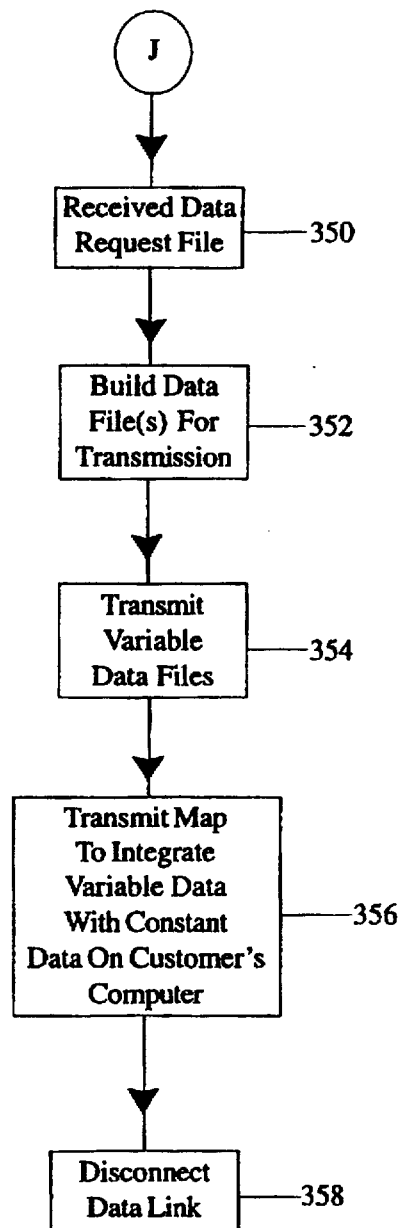 J
Received Data
Request File
350
Build Data
File(s) For
Transmission
352
Transmit
Variable
Data Files
354
Transmit Map
To Integrate
Variable Data
With Constant
Data On Customer's
Computer
356
Disconnect
Data Link
358